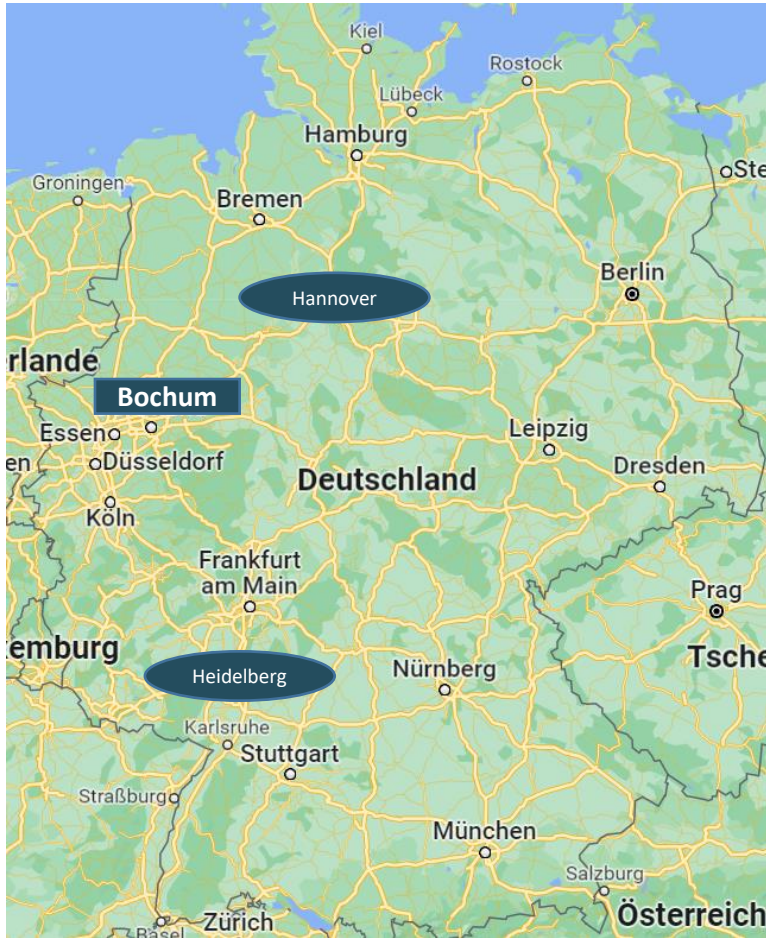 Kiel
Rostock
Lübeck
Hamburg
Groningen
Ste
Bremen
Berlin
Hannover
rlande
Bochum
Essen
Leipzig
en
Düsseldorf
Dresden
Deutschland
Köln
Frankfurt
am Main
Prag
emburg
Tsche
Heidelberg
Nürnberg
Karlsruhe
Stuttgart
Straßburg
München
Salzburg
Österreich
Zürich
Basel